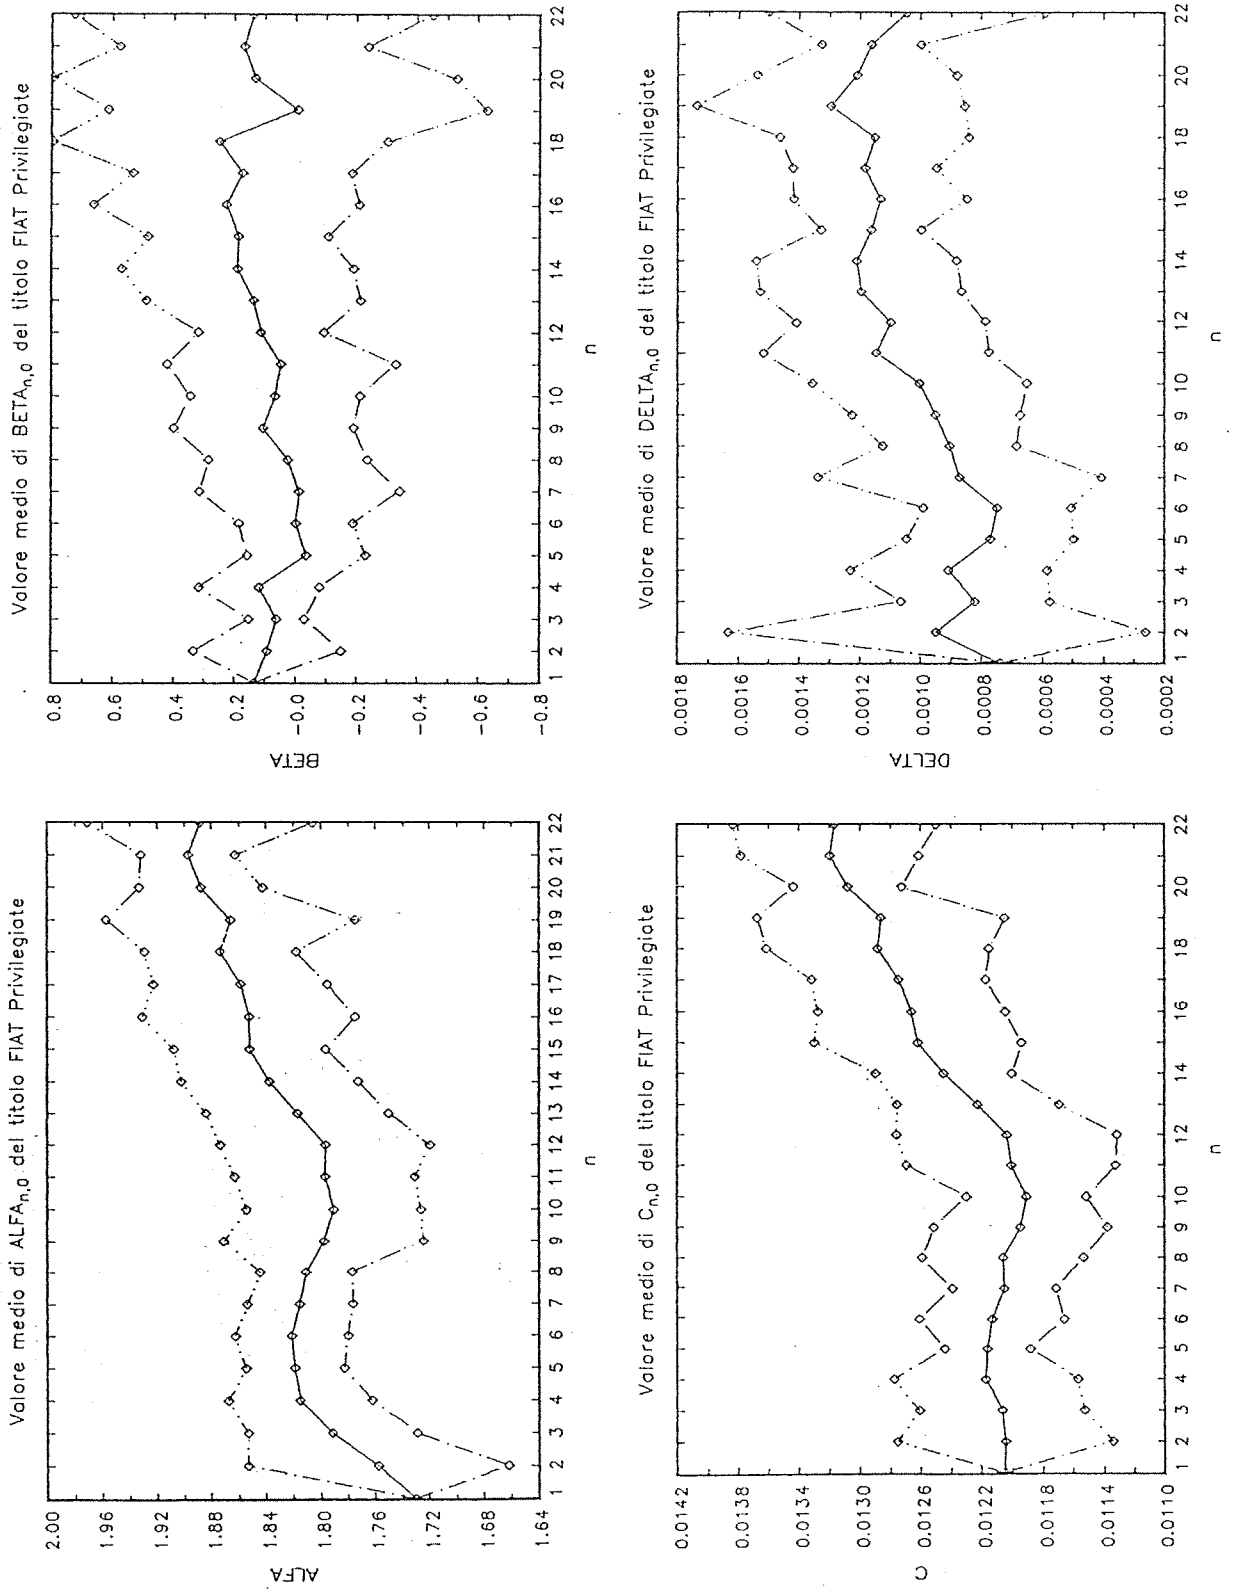 Valore medio di ALFAn,0 del titolo FIAT Privilegiate
ALFA
2.00
1.96
1.92
1.88
1.84
1.80
1.76
1.72
1.68
1.64
1 2 3 4 5 6 7 8 9 10 11 12 13 14 15 16 17 18 19 20 21 22
n
Valore medio di BETAn,0 del titolo FIAT Privilegiate
BETA
0.8
0.6
0.4
0.2
-0.0
-0.2
-0.4
-0.6
-0.8
1 2 3 4 5 6 7 8 9 10 11 12 13 14 15 16 17 18 19 20 21 22
n
Valore medio di Cn,0 del titolo FIAT Privilegiate
C
0.0142
0.0138
0.0134
0.0130
0.0126
0.0122
0.0118
0.0114
0.0110
1 2 3 4 5 6 7 8 9 10 11 12 13 14 15 16 17 18 19 20 21 22
n
Valore medio di DELTAn,0 del titolo FIAT Privilegiate
DELTA
0.0018
0.0016
0.0014
0.0012
0.0010
0.0008
0.0006
0.0004
0.0002
1 2 3 4 5 6 7 8 9 10 11 12 13 14 15 16 17 18 19 20 21 22
n